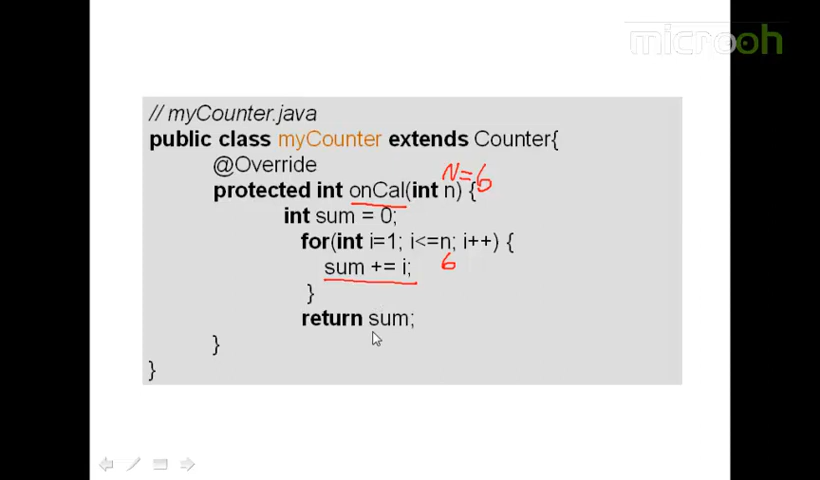 microoh
// myCounter.java
public class myCounter extends Counter{
@Override
N=6
protected int onCal(int n) {
int sum = 0;
for(int i=1; i<=n; i++) {
sum += i; 6
}
return sum;
}
}